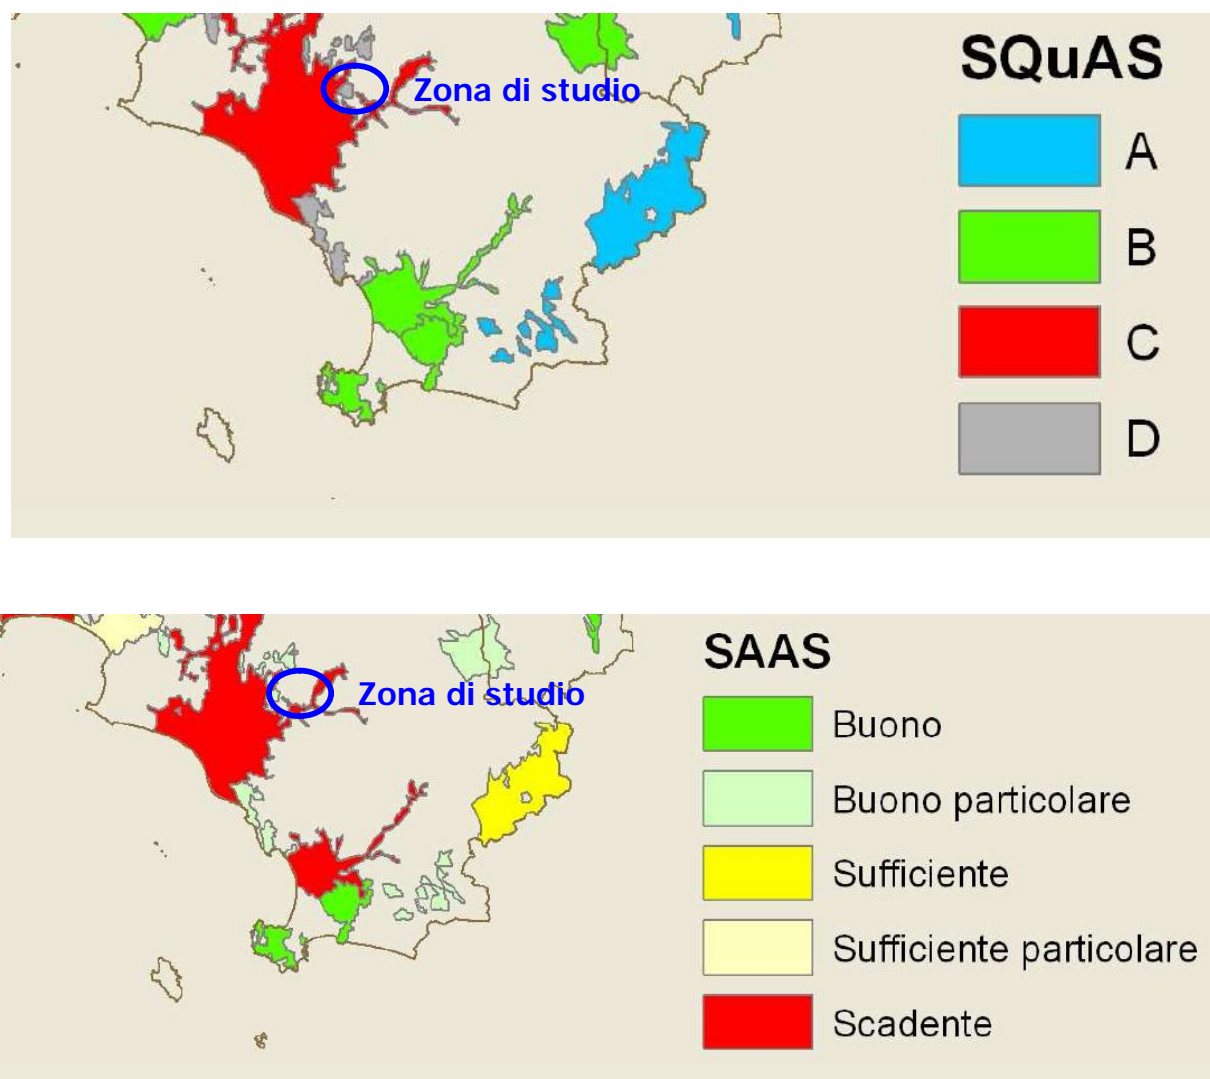 SQuAS
Zona di studio
A
B
C
D
SAAS
Zona di studio
Buono
Buono particolare
Sufficiente
Sufficiente particolare
Scadente